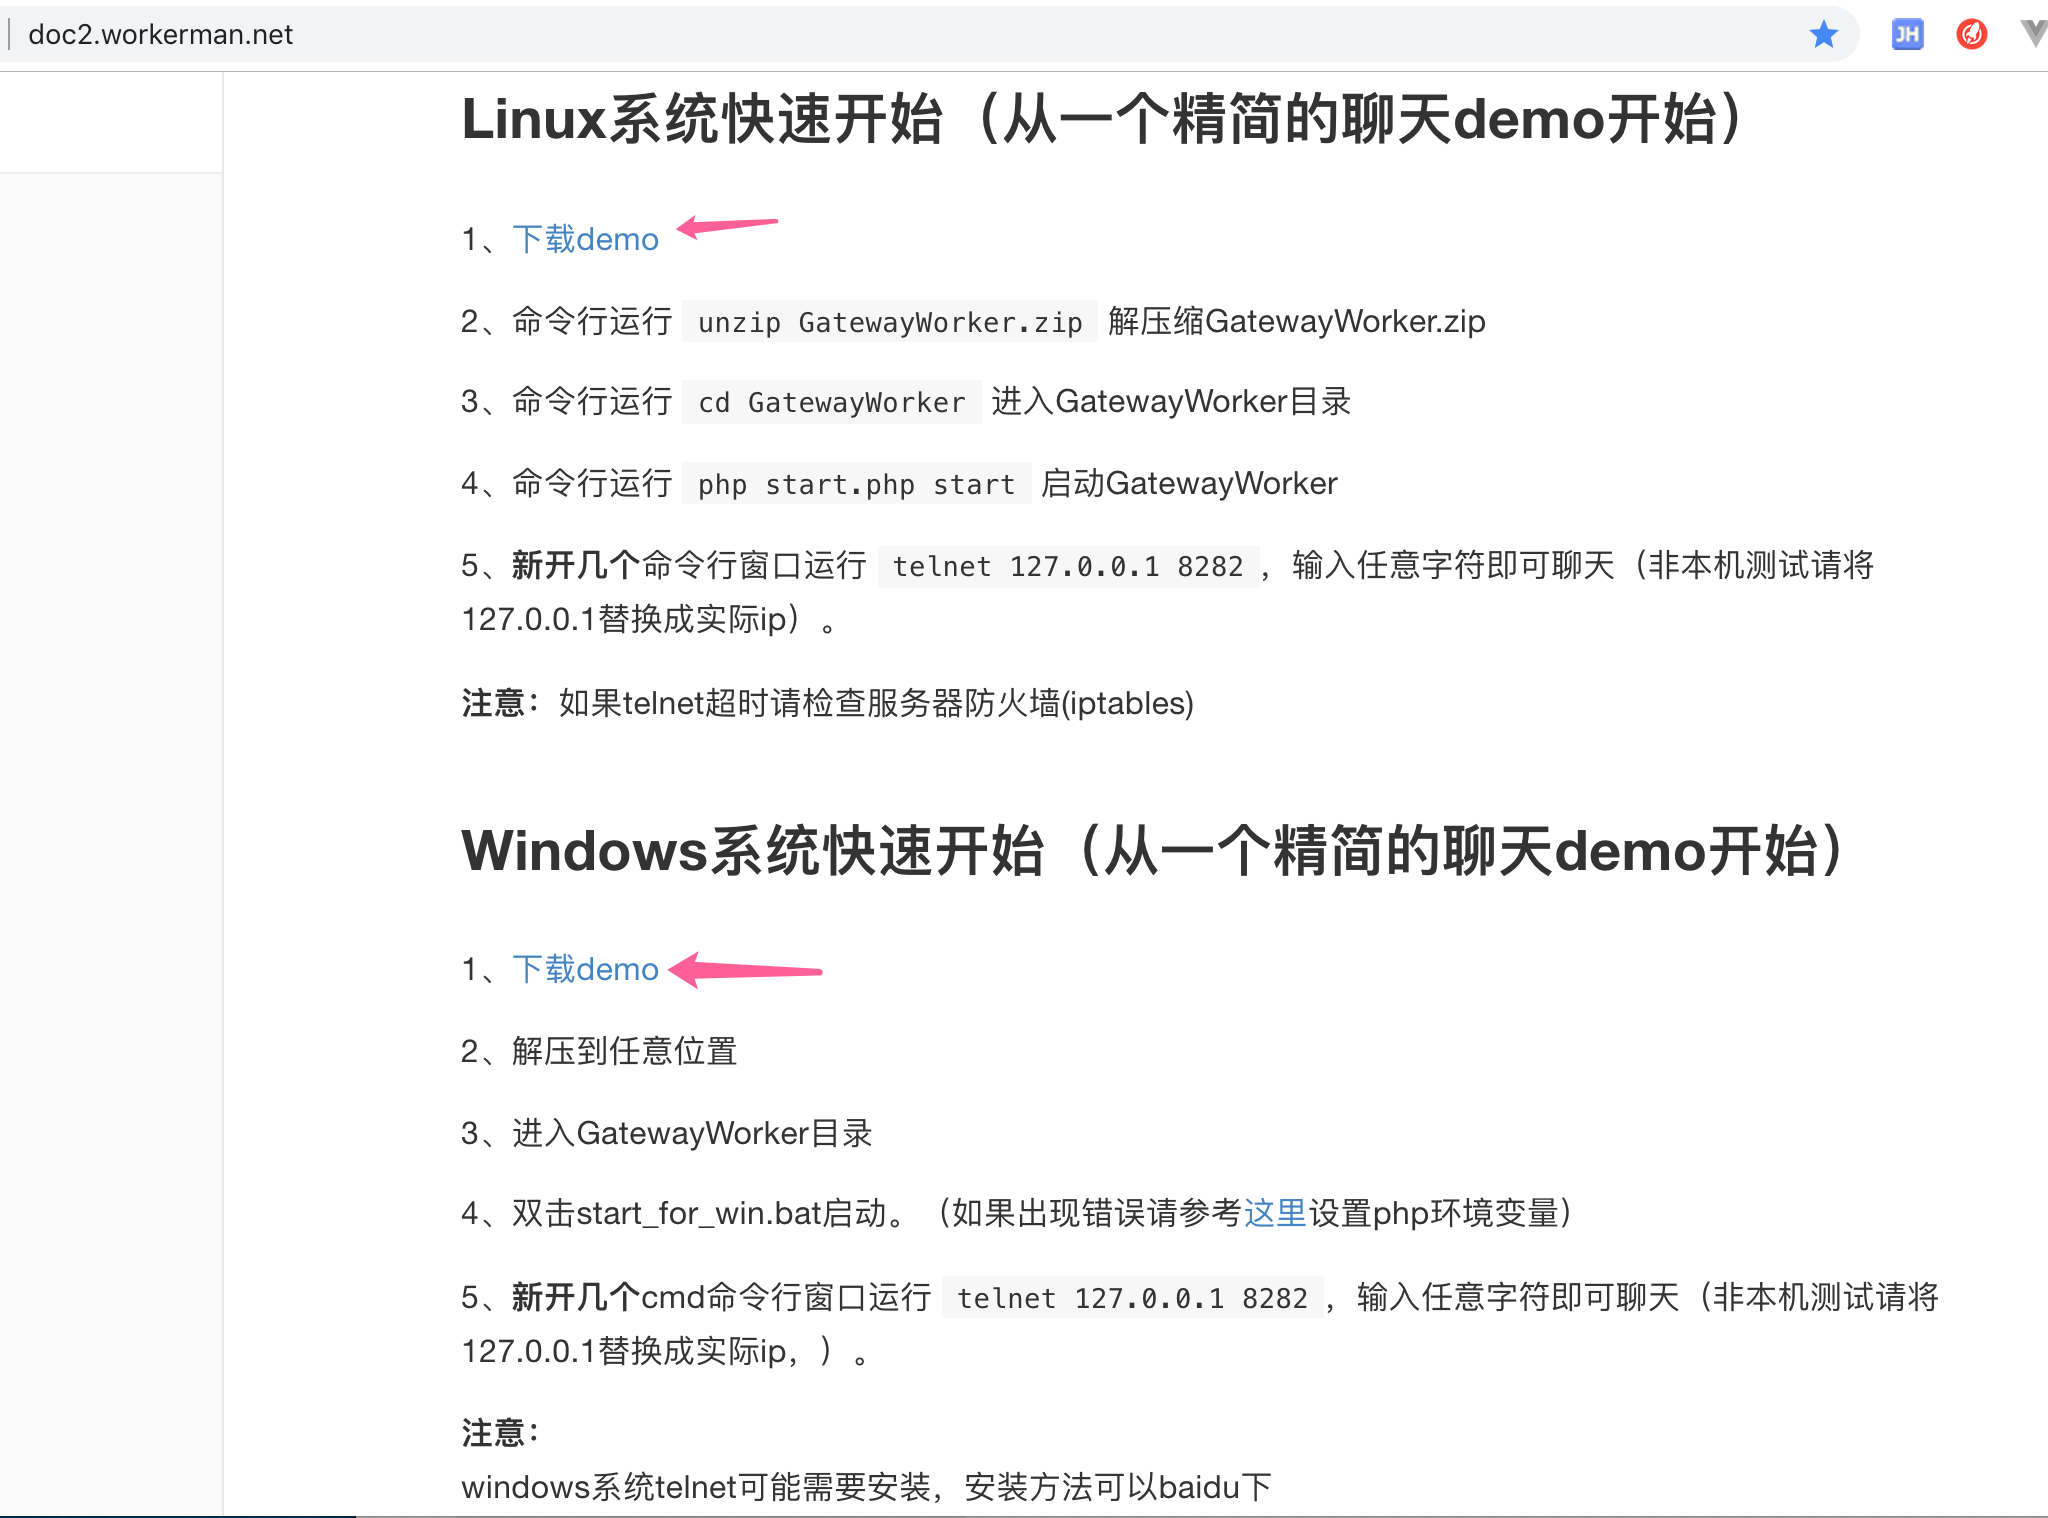 doc2.workerman.net
JH
Linux系统快速开始（从一个精简的聊天demo开始）
1、下载demo
2、命令行运行 unzip GatewayWorker.zip 解压缩GatewayWorker.zip
3、命令行运行 cd GatewayWorker 进入GatewayWorker目录
4、命令行运行 php start.php start 启动GatewayWorker
5、新开几个命令行窗口运行 telnet 127.0.0.1 8282 ，输入任意字符即可聊天（非本机测试请将
127.0.0.1替换成实际ip）。
注意：如果telnet超时请检查服务器防火墙(iptables)
Windows系统快速开始（从一个精简的聊天demo开始）
1、下载demo
2、解压到任意位置
3、进入GatewayWorker目录
4、双击start_for_win.bat启动。（如果出现错误请参考这里设置php环境变量）
5、新开几个cmd命令行窗口运行 telnet 127.0.0.1 8282 ，输入任意字符即可聊天（非本机测试请将
127.0.0.1替换成实际ip，）。
注意：
windows系统telnet可能需要安装，安装方法可以baidu下